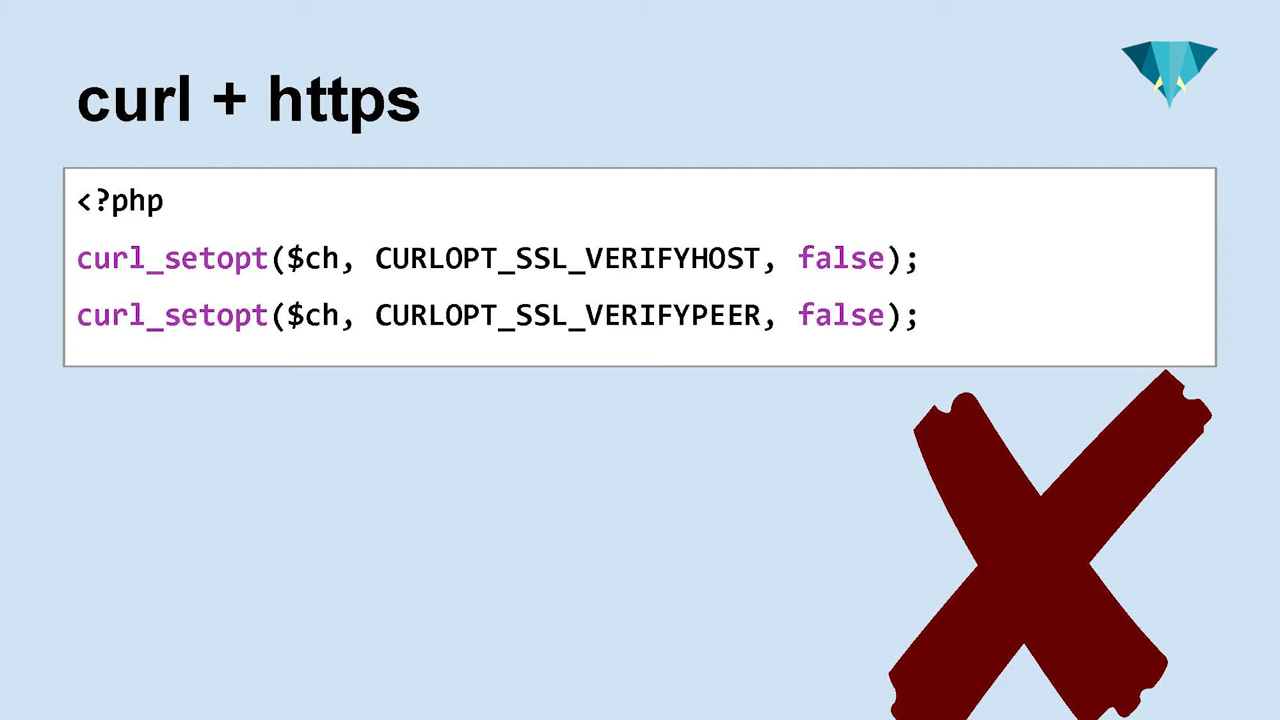 curl + https
<?php
curl_setopt($ch, CURLOPT_SSL_VERIFYHOST, false);
curl_setopt($ch, CURLOPT_SSL_VERIFYPEER, false);